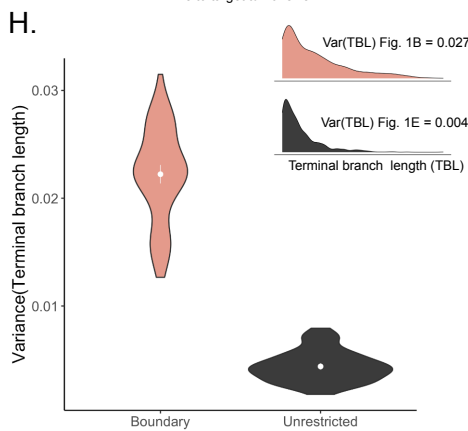 H.
Var(TBL) Fig. 1B = 0.027
Var(TBL) Fig. 1E = 0.004
Terminal branch length (TBL)
Variance(Terminal branch length)
0.03
0.02
0.01
Boundary
Unrestricted